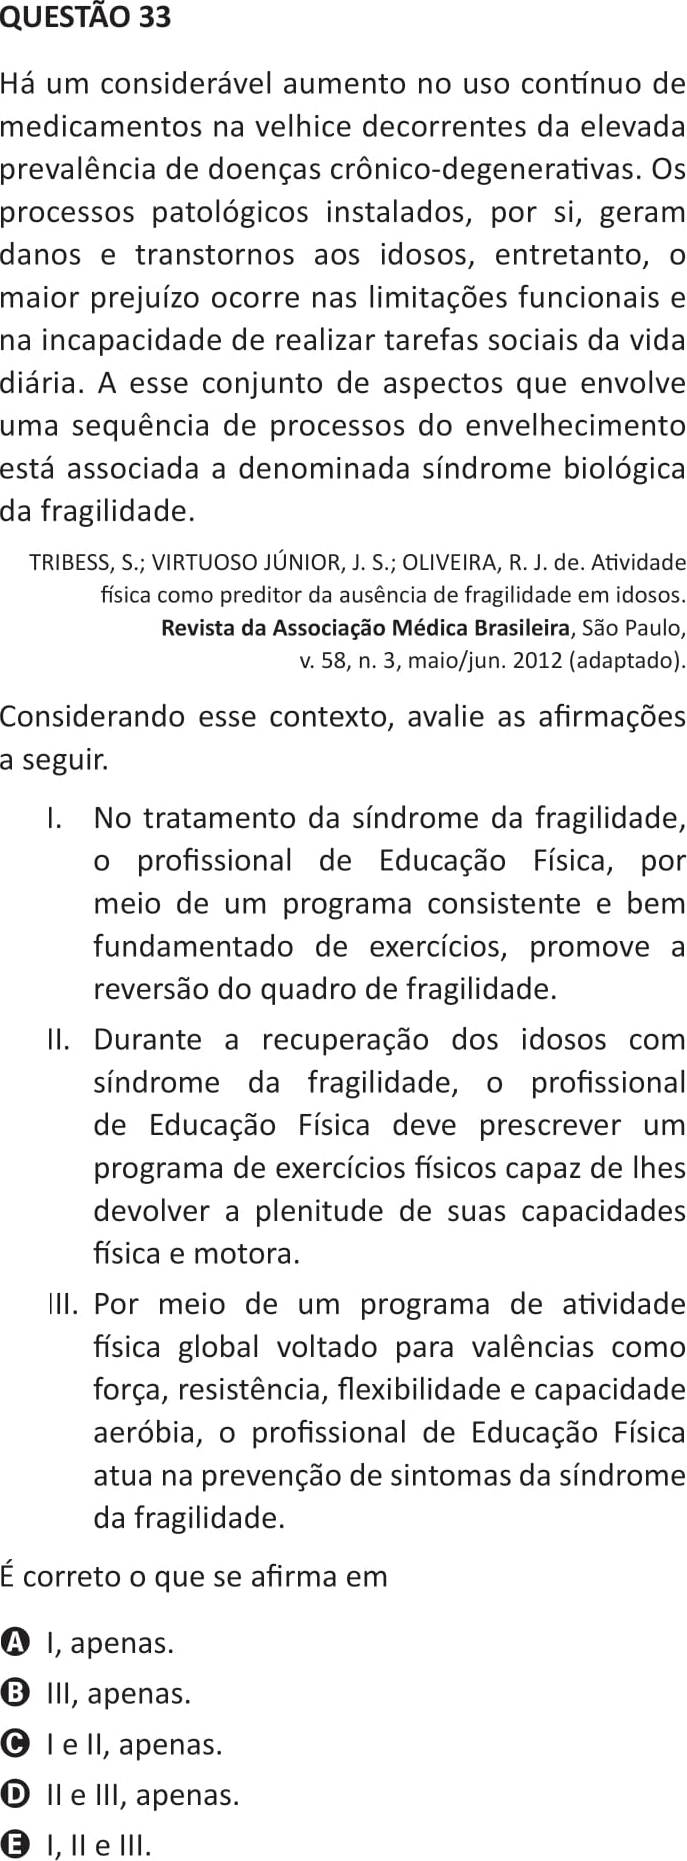 QUESTÃO 33
Há um considerável aumento no uso contínuo de
medicamentos na velhice decorrentes da elevada
prevalência de doenças crônico-degenerativas. Os
processos patológicos instalados, por si, geram
danos e transtornos aos idosos, entretanto, o
maior prejuízo ocorre nas limitações funcionais e
na incapacidade de realizar tarefas sociais da vida
diária. A esse conjunto de aspectos que envolve
uma sequência de processos do envelhecimento
está associada a denominada síndrome biológica
da fragilidade.
TRIBESS, S.; VIRTUOSO JÚNIOR, J. S.; OLIVEIRA, R. J. de. Atividade
física como preditor da ausência de fragilidade em idosos.
Revista da Associação Médica Brasileira, São Paulo,
v. 58, n. 3, maio/jun. 2012 (adaptado).
Considerando esse contexto, avalie as afirmações
a seguir.
I. No tratamento da síndrome da fragilidade,
o profissional de Educação Física, por
meio de um programa consistente e bem
fundamentado de exercícios, promove a
reversão do quadro de fragilidade.
II. Durante a recuperação dos idosos com
síndrome da fragilidade, o profissional
de Educação Física deve prescrever um
programa de exercícios físicos capaz de lhes
devolver a plenitude de suas capacidades
física e motora.
III. Por meio de um programa de atividade
física global voltado para valências como
força, resistência, flexibilidade e capacidade
aeróbia, o profissional de Educação Física
atua na prevenção de sintomas da síndrome
da fragilidade.
É correto o que se afirma em
A I, apenas.
B III, apenas.
C I e II, apenas.
D II e III, apenas.
E I, II e III.